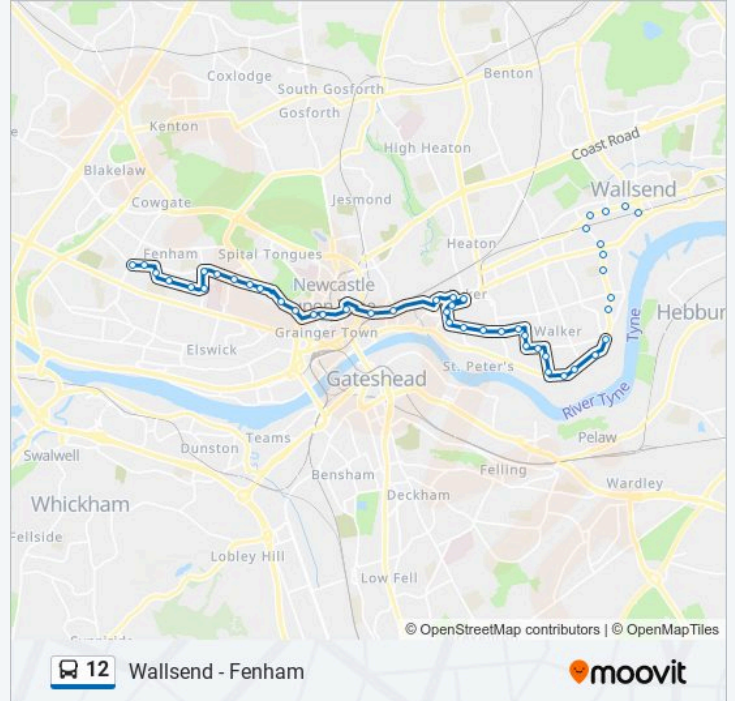 Coxlodge
South Gosforth
Benton
Gosforth
Kenton
Coast Road
High Heaton
Blakelaw
Wallsend
Cowgate
Jesmond
Heaton
Fenham
Spital Tongues
Newcastle
Hebbur
Tyne
Grainger Town
Walker
Elswick
St. Peter's
Gateshead
River Tyne
Pelaw
Teams
Dunston
Swalwell
Felling
Bensham
Wardley
Deckham
Whickham
Fellside
Lobley Hill
Low Fell
© OpenStreetMap contributors | © OpenMapTiles
12 Wallsend - Fenham
moovit